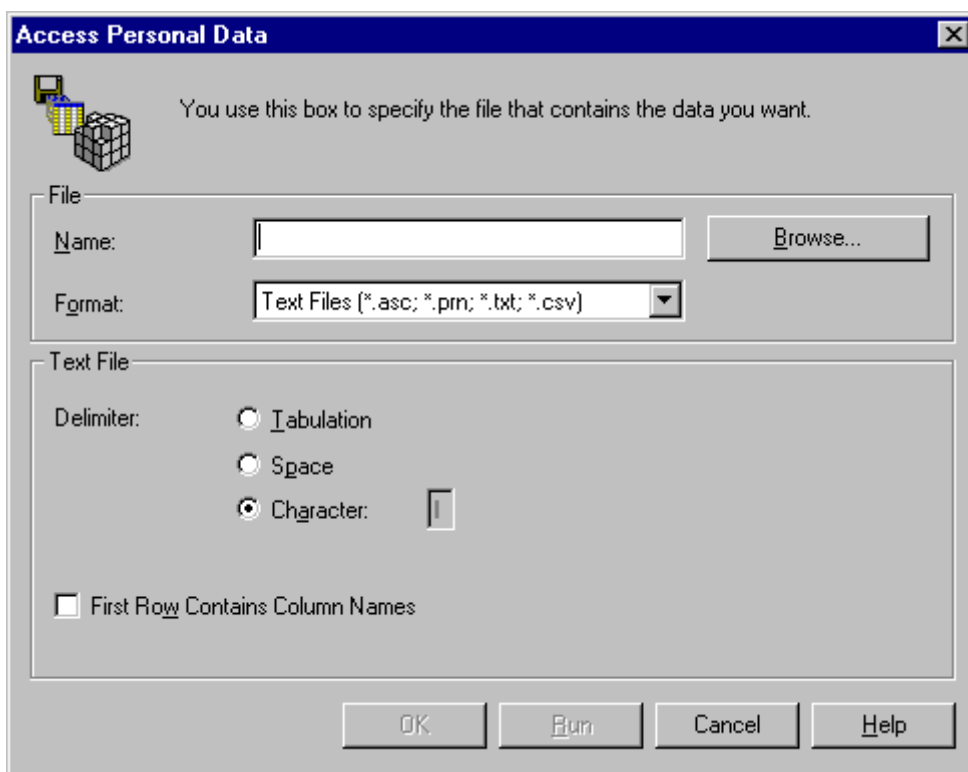 Access Personal Data
You use this box to specify the file that contains the data you want.
File
Name:
Browse...
Format: Text Files (*.asc; *.prn; *.txt; *.csv)
Text File
Delimiter: Tabulation
Space
Character: |
First Row Contains Column Names
OK Run Cancel Help